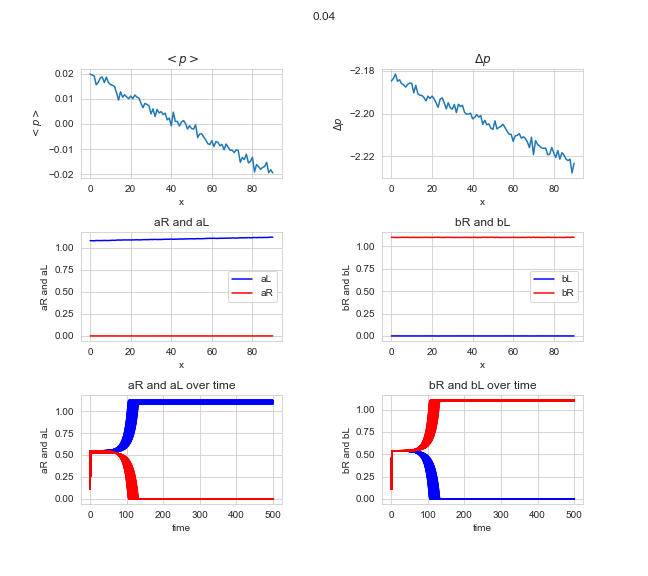 0.04
< p >
Δp
0.02
0.01
0.00
−0.01
−0.02
< p >
0 20 40 60 80
x
−2.18
−2.20
−2.22
Δp
0 20 40 60 80
x
aR and aL
bR and bL
1.00
0.75
0.50
0.25
0.00
aR and aL
aL
aR
0 20 40 60 80
x
1.00
0.75
0.50
0.25
0.00
bR and bL
bL
bR
0 20 40 60 80
x
aR and aL over time
bR and bL over time
1.00
0.75
0.50
0.25
0.00
aR and aL
0 100 200 300 400 500
time
1.00
0.75
0.50
0.25
0.00
bR and bL
0 100 200 300 400 500
time